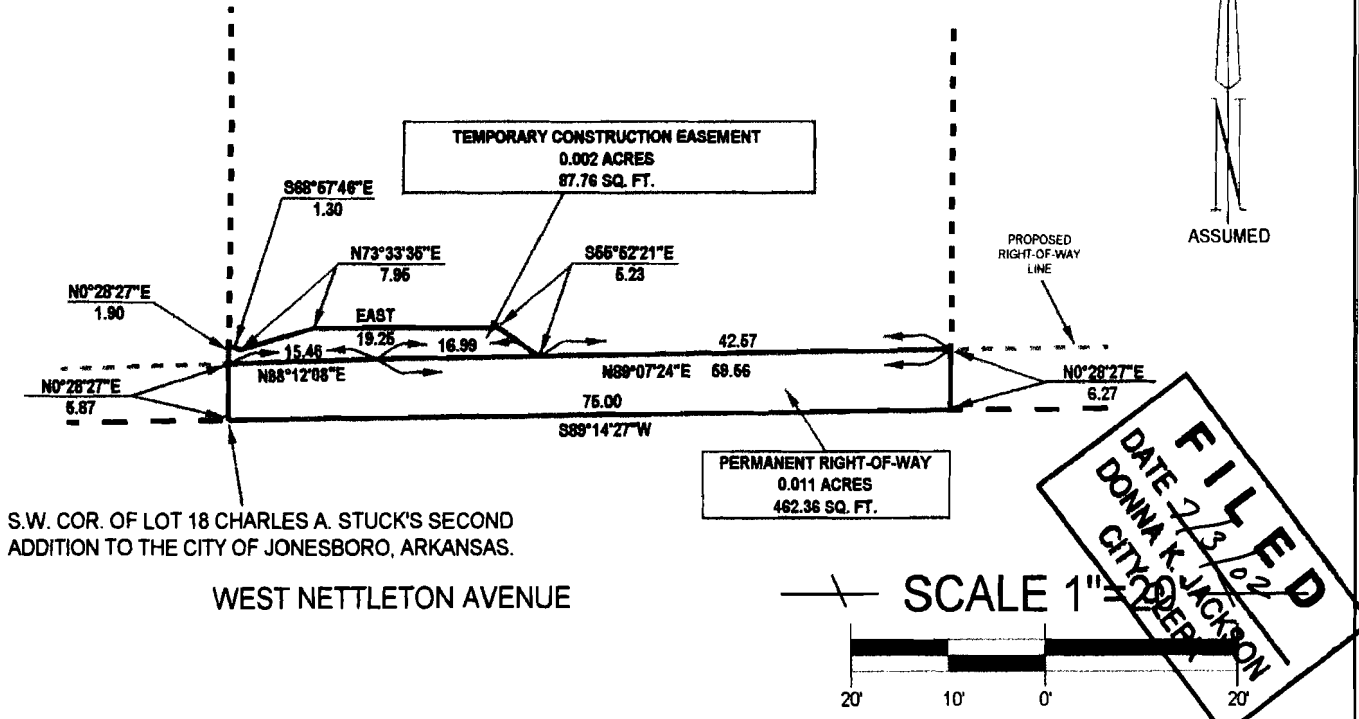 TEMPORARY CONSTRUCTION EASEMENT
0.002 ACRES
87.76 SQ. FT.
S68°57'46"E
1.30
N73°33'35"E
7.95
S55°52'21"E
5.23
N0°28'27"E
1.90
EAST
19.25
15.46
16.99
42.57
N88°12'08"E
N89°07'24"E 59.56
N0°28'27"E
5.87
N0°28'27"E
6.27
75.00
S89°14'27"W
PROPOSED
RIGHT-OF-WAY
LINE
N
ASSUMED
PERMANENT RIGHT-OF-WAY
0.011 ACRES
462.36 SQ. FT.
S.W. COR. OF LOT 18 CHARLES A. STUCK'S SECOND
ADDITION TO THE CITY OF JONESBORO, ARKANSAS.
WEST NETTLETON AVENUE
SCALE 1"=20'
20' 10' 0' 20'
FILED
DATE 7/3/02
DONNA K. JACKSON
CITY CLERK